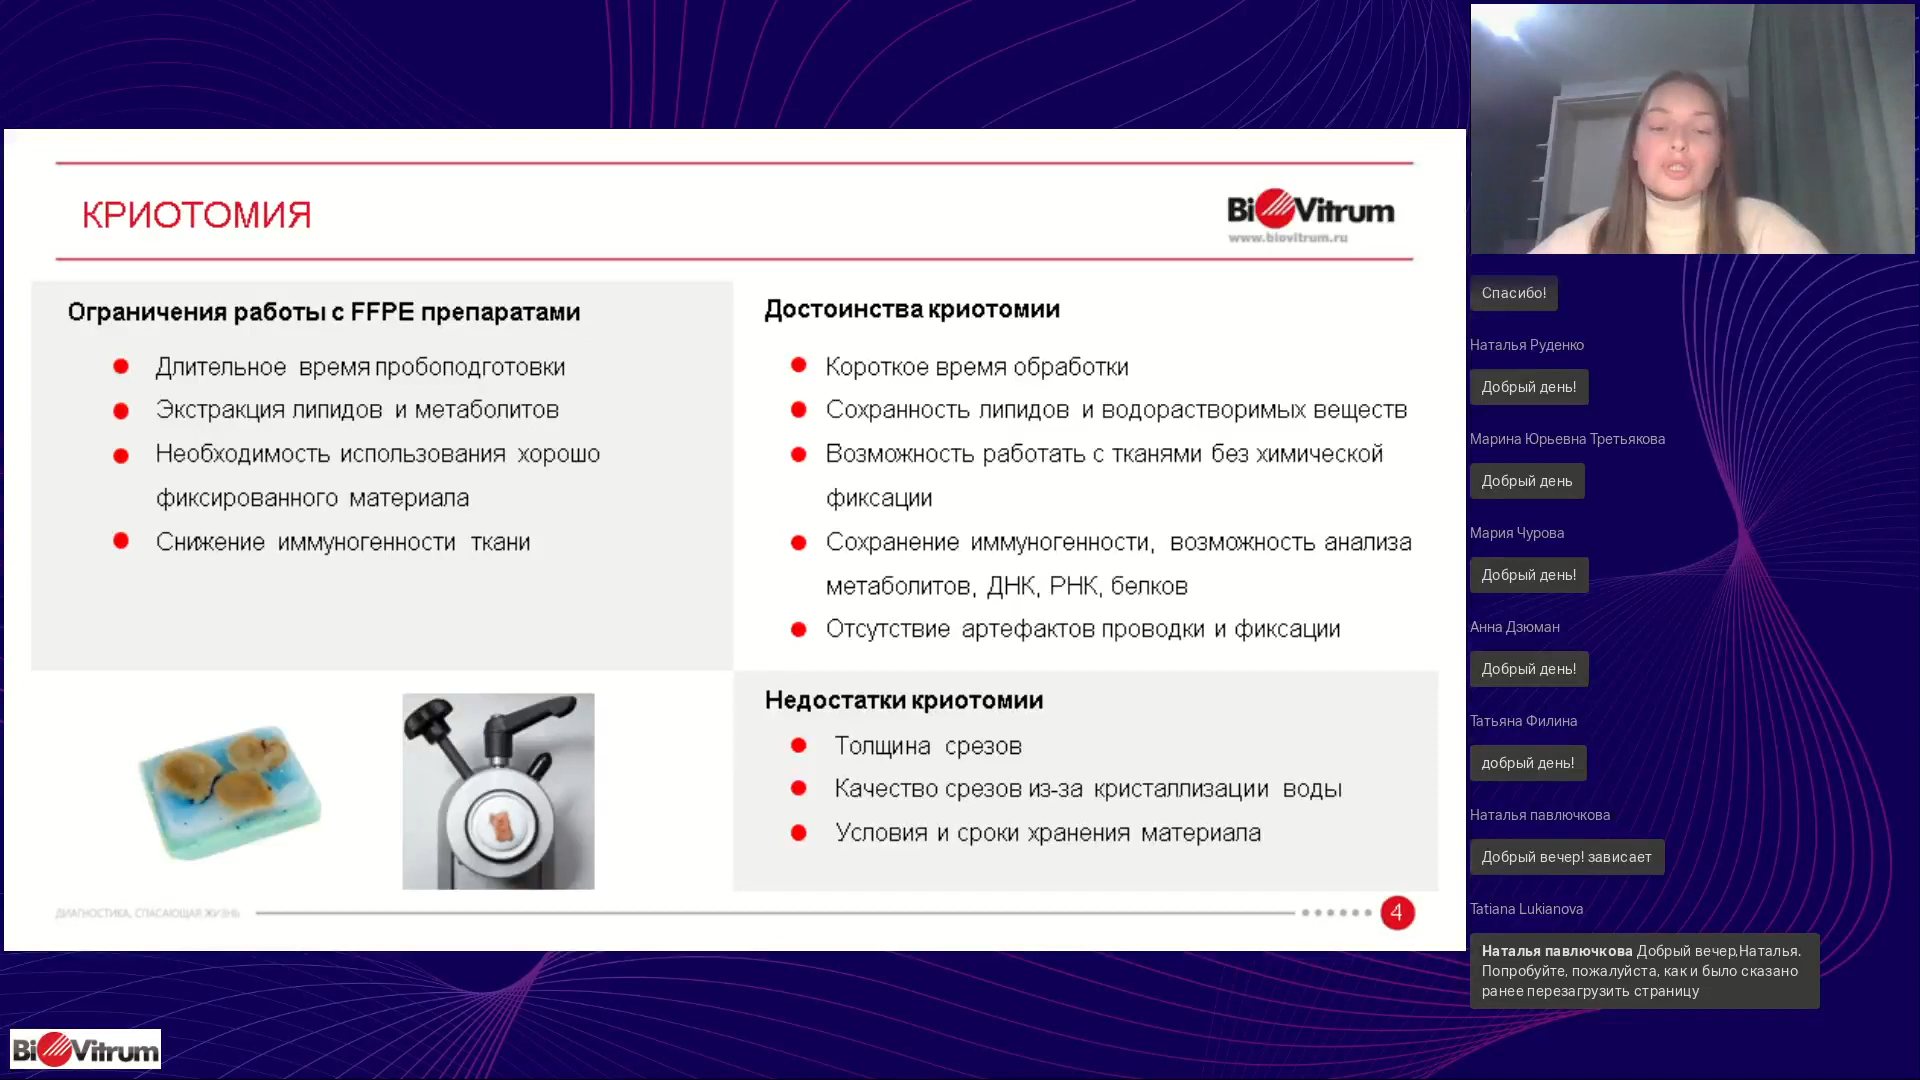 КРИОТОМИЯ
BiOVitrum
www.biovitrum.ru
Ограничения работы с FFPE препаратами
Длительное время пробоподготовки
Экстракция липидов и метаболитов
Необходимость использования хорошо
фиксированного материала
Снижение иммуногенности ткани
Достоинства криотомии
Короткое время обработки
Сохранность липидов и водорастворимых веществ
Возможность работать с тканями без химической
фиксации
Сохранение иммуногенности, возможность анализа
метаболитов, ДНК, РНК, белков
Отсутствие артефактов проводки и фиксации
Недостатки криотомии
Толщина срезов
Качество срезов из-за кристаллизации воды
Условия и сроки хранения материала
ДИАГНОСТИКА, СПАСАЮЩАЯ ЖИЗНЬ
4
BiOVitrum
Спасибо!
Наталья Руденко
Добрый день!
Марина Юрьевна Третьякова
Добрый день
Мария Чурова
Добрый день!
Анна Дзюман
Добрый день!
Татьяна Филина
добрый день!
Наталья павлючкова
Добрый вечер! зависает
Tatiana Lukianova
Наталья павлючкова Добрый вечер,Наталья.
Попробуйте, пожалуйста, как и было сказано
ранее перезагрузить страницу